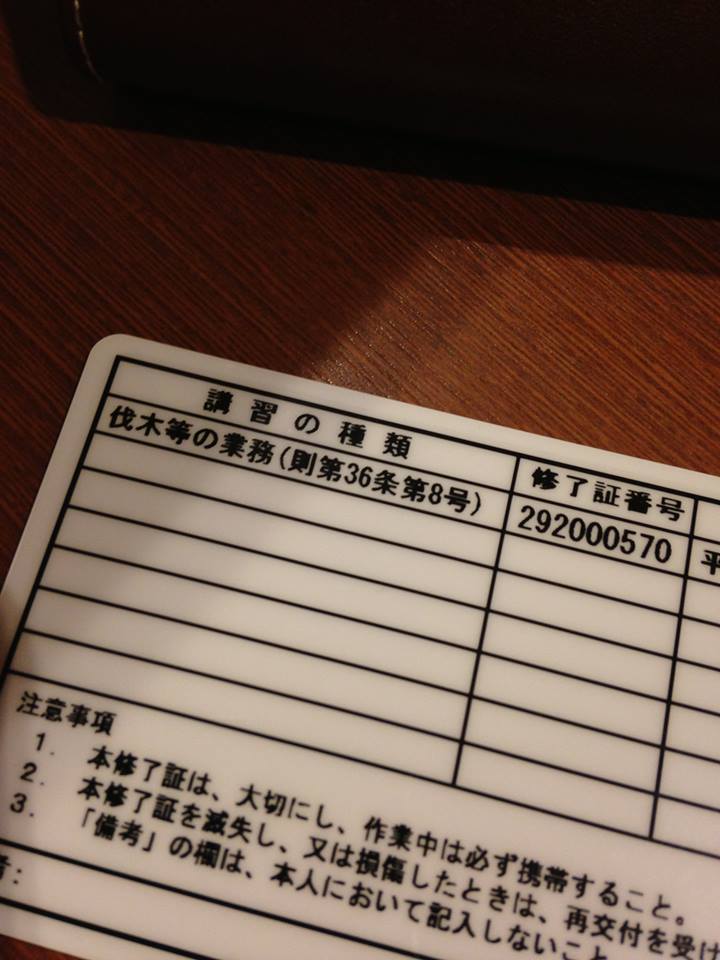 講習の種類 修了証番号
伐木等の業務(則第36条第8号) 292000570 平
注意事項
1. 本修了証は、大切にし、作業中は必ず携帯すること。
2. 本修了証を滅失し、又は損傷したときは、再交付を受け
3. 「備考」の欄は、本人において記入しないこと
者: